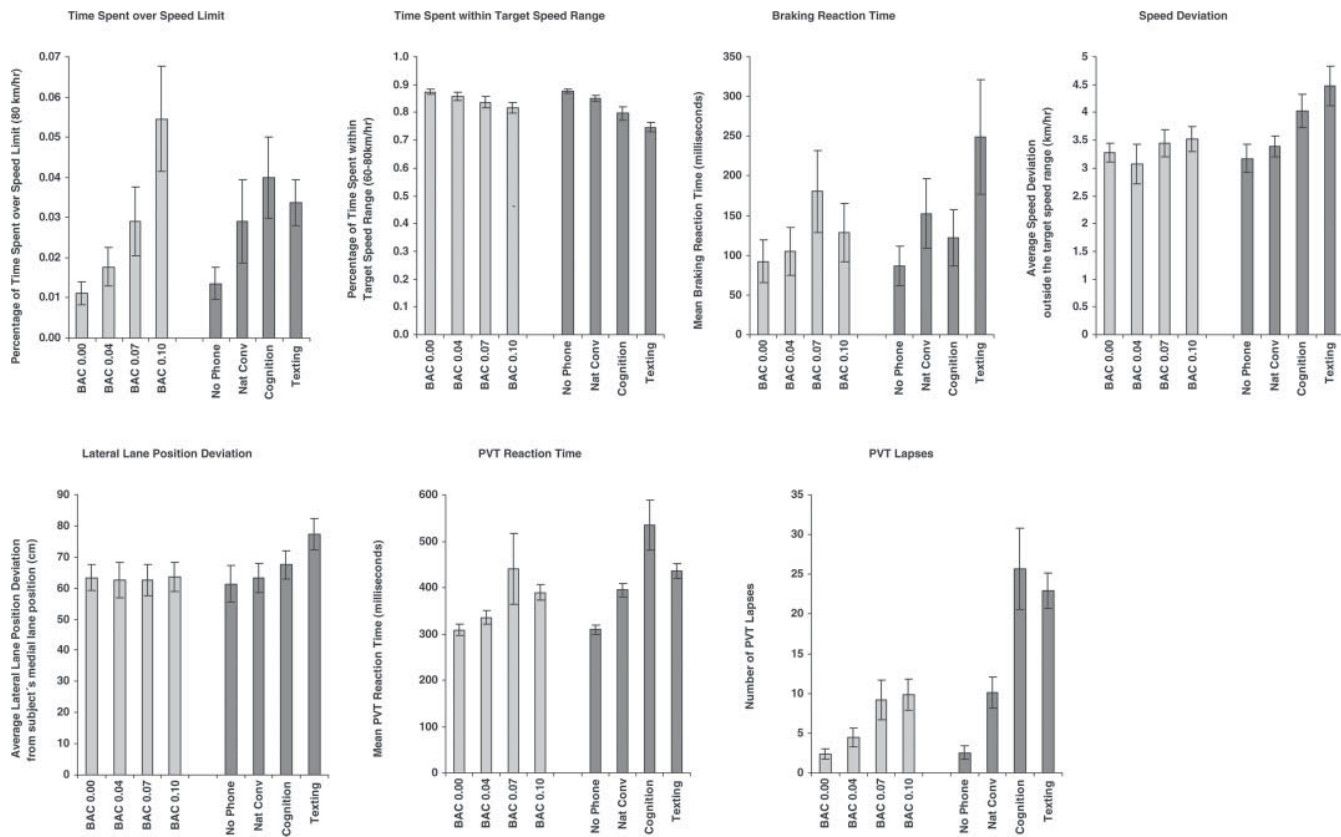 Time Spent over Speed Limit
Percentage of Time Spent over Speed Limit (80 km/hr)
0.07
0.06
0.05
0.04
0.03
0.02
0.01
0.00
BAC 0.00
BAC 0.04
BAC 0.07
BAC 0.10
No Phone
Nat Conv
Cognition
Texting
Time Spent within Target Speed Range
Percentage of Time Spent within
Target Speed Range (60-80km/hr)
1.0
0.9
0.8
0.7
0.6
0.5
0.4
0.3
0.2
0.1
0.0
BAC 0.00
BAC 0.04
BAC 0.07
BAC 0.10
No Phone
Nat Conv
Cognition
Texting
Braking Reaction Time
Mean Braking Reaction Time (milliseconds)
350
300
250
200
150
100
50
0
BAC 0.00
BAC 0.04
BAC 0.07
BAC 0.10
No Phone
Nat Conv
Cognition
Texting
Speed Deviation
Average Speed Deviation
outside the target speed range (km/hr)
5
4.5
4
3.5
3
2.5
2
1.5
1
0.5
0
BAC 0.00
BAC 0.04
BAC 0.07
BAC 0.10
No Phone
Nat Conv
Cognition
Texting
Lateral Lane Position Deviation
Average Lateral Lane Position Deviation
from subject`s medial lane position (cm)
90
80
70
60
50
40
30
20
10
0
BAC 0.00
BAC 0.04
BAC 0.07
BAC 0.10
No Phone
Nat Conv
Cognition
Texting
PVT Reaction Time
Mean PVT Reaction Time (milliseconds)
600
500
400
300
200
100
0
BAC 0.00
BAC 0.04
BAC 0.07
BAC 0.10
No Phone
Nat Conv
Cognition
Texting
PVT Lapses
Number of PVT Lapses
35
30
25
20
15
10
5
0
BAC 0.00
BAC 0.04
BAC 0.07
BAC 0.10
No Phone
Nat Conv
Cognition
Texting